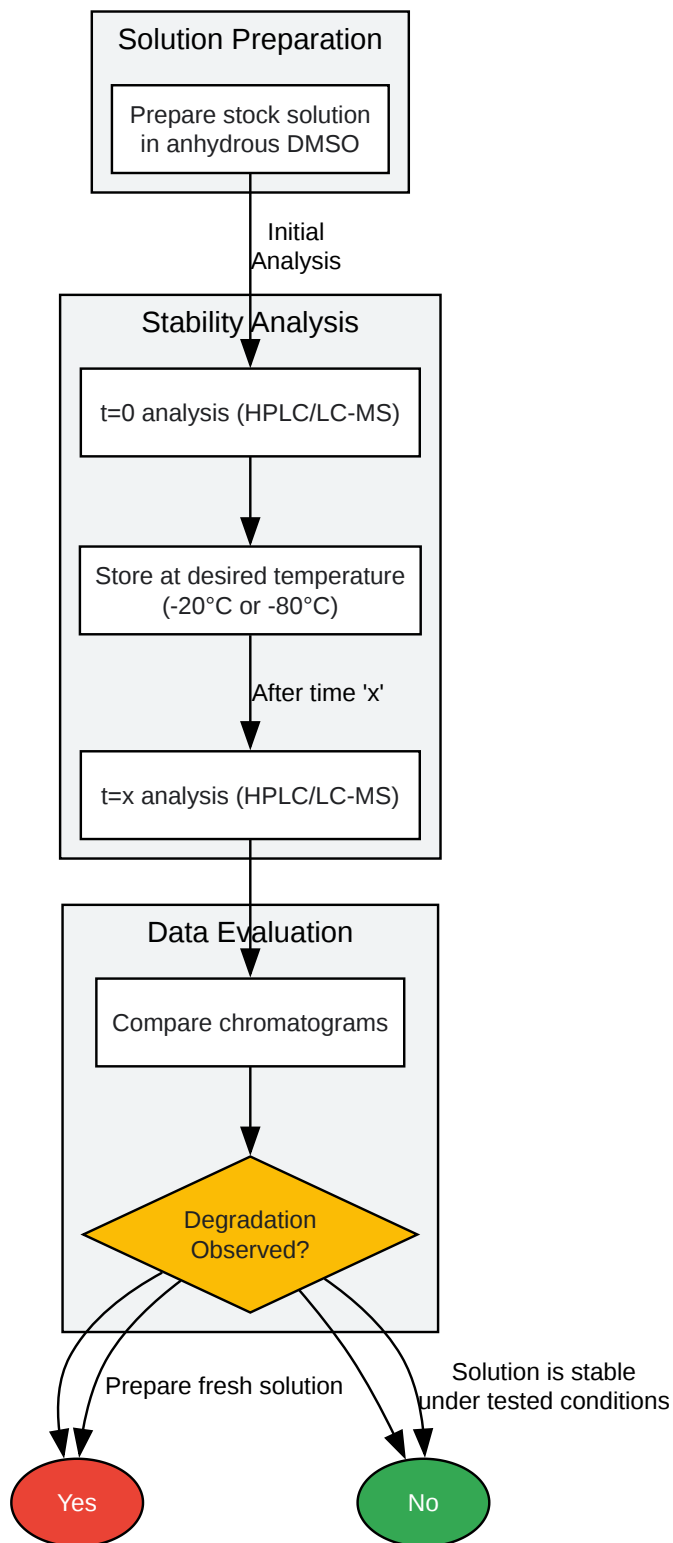 Solution Preparation
Prepare stock solution
in anhydrous DMSO
Initial
Analysis
Stability Analysis
t=0 analysis (HPLC/LC-MS)
Store at desired temperature
(-20°C or -80°C)
After time 'x'
t=x analysis (HPLC/LC-MS)
Data Evaluation
Compare chromatograms
Degradation
Observed?
Prepare fresh solution
Solution is stable
under tested conditions
Yes
No